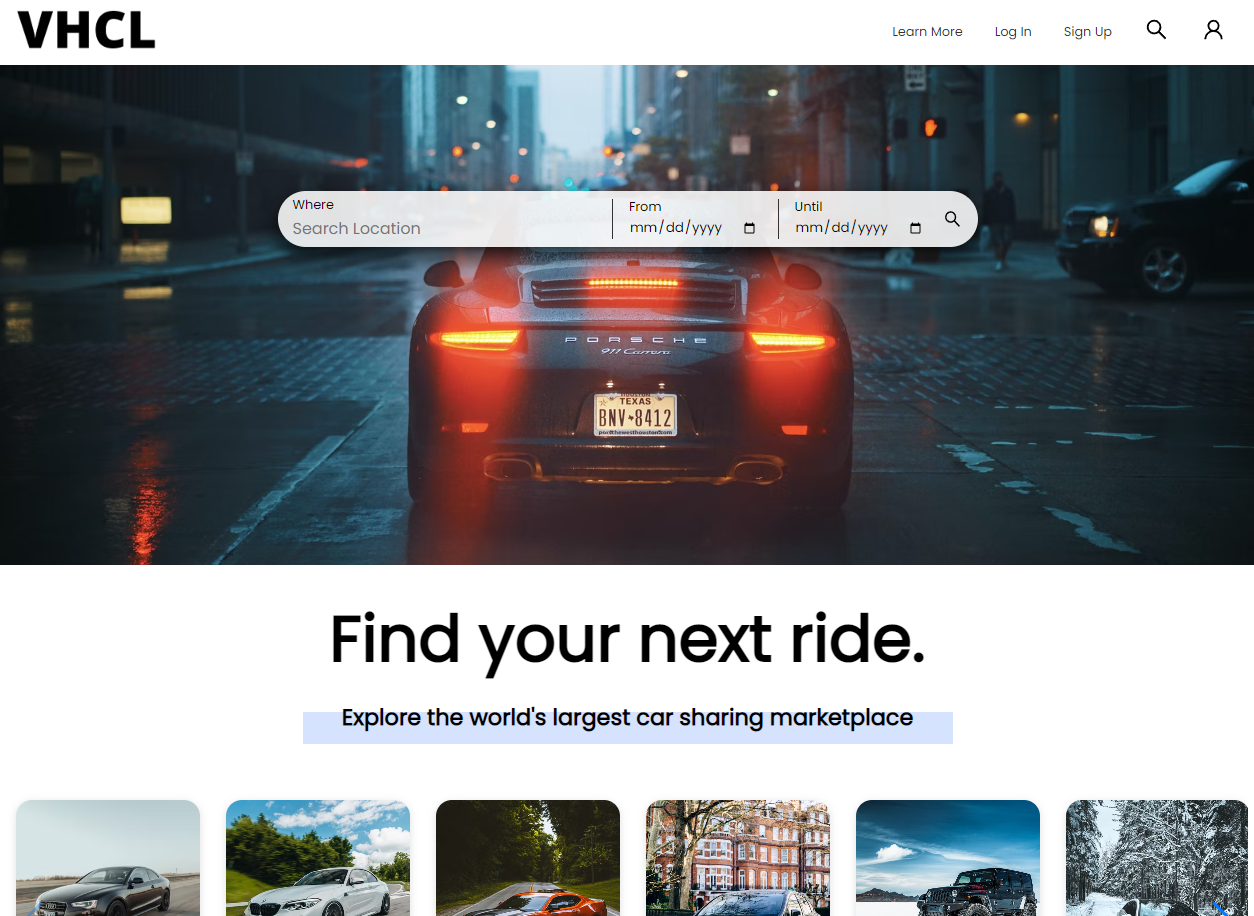 VHCL
Learn More Log In Sign Up
Where
Search Location
From
mm/dd/yyyy
Until
mm/dd/yyyy
PORSCHE
911 Carrera
HOUSTON
TEXAS
BNV 8412
Find your next ride.
Explore the world's largest car sharing marketplace